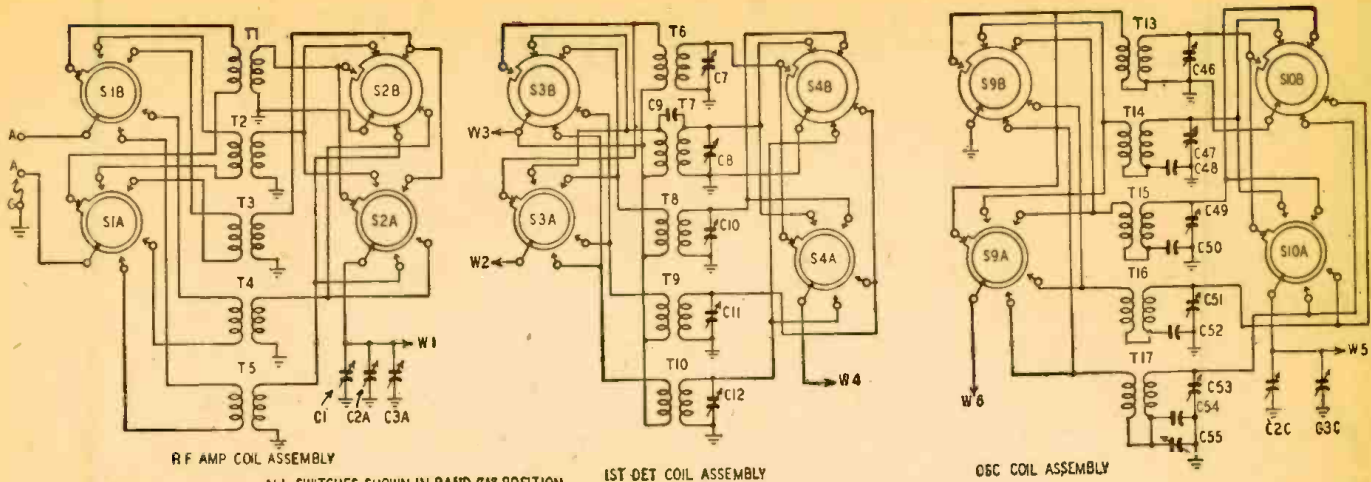 T1
S1B
S2B
A
T2
A
G
S1A
T3
S2A
T4
T5
W1
C1
C2A
C3A
RF AMP COIL ASSEMBLY
T6
C7
S3B
S4B
C9
T7
W3
C8
T8
S3A
C10
S4A
W2
T9
C11
T10
C12
W4
1ST DET COIL ASSEMBLY
T13
C46
S9B
S10B
T14
C47
C48
T15
C49
S9A
C50
S10A
T16
C51
C52
T17
W5
C53
C54
W6
C55
C2C
C3C
OSC COIL ASSEMBLY
ALL SWITCHES SHOWN IN BAND POSITION